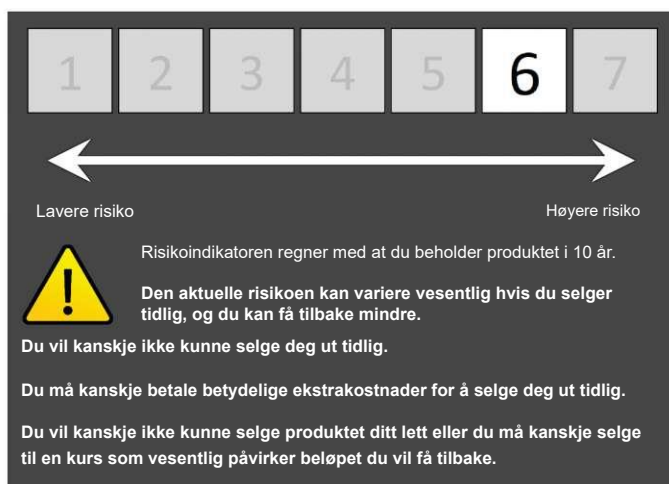 1 2 3 4 5 6 7
Lavere risiko Høyere risiko
!
Risikoindikatoren regner med at du beholder produktet i 10 år.
Den aktuelle risikoen kan variere vesentlig hvis du selger
tidlig, og du kan få tilbake mindre.
Du vil kanskje ikke kunne selge deg ut tidlig.
Du må kanskje betale betydelige ekstrakostnader for å selge deg ut tidlig.
Du vil kanskje ikke kunne selge produktet ditt lett eller du må kanskje selge
til en kurs som vesentlig påvirker beløpet du vil få tilbake.